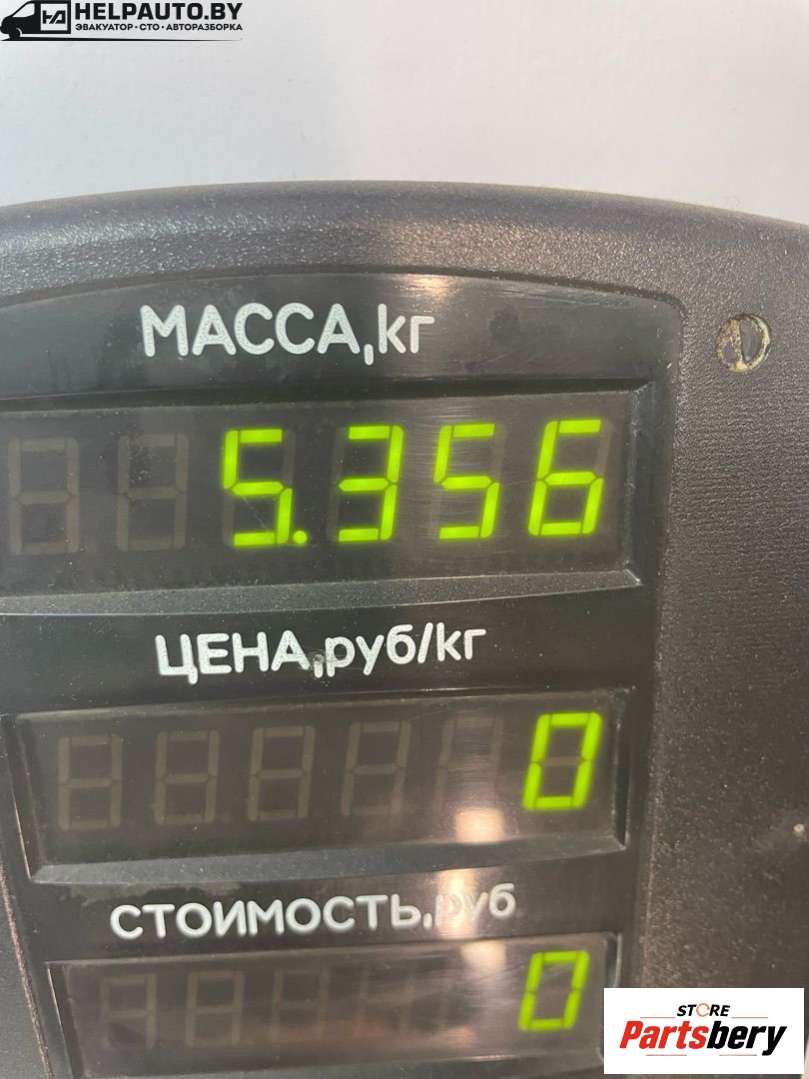 HELPAUTO.BY
ЭВАКУАТОР • СТО • АВТОРАЗБОРКА
МАССА,кг
5.356
ЦЕНА,руб/кг
0
СТОИМОСТЬ,руб
0
STORE
Partsbery